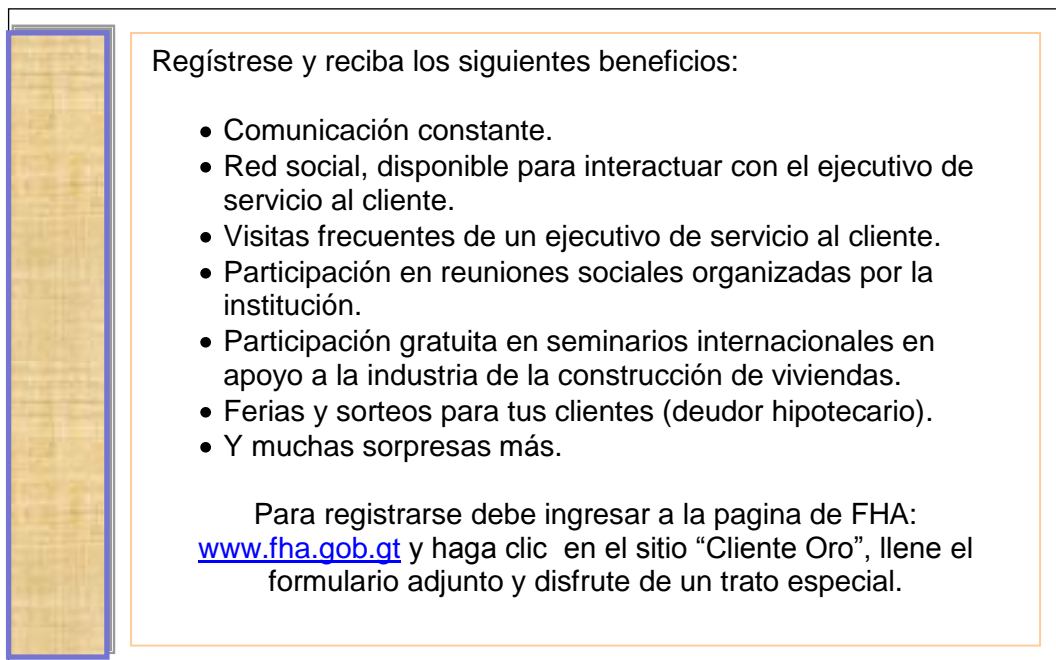 Regístrese y reciba los siguientes beneficios:
• Comunicación constante.
• Red social, disponible para interactuar con el ejecutivo de
servicio al cliente.
• Visitas frecuentes de un ejecutivo de servicio al cliente.
• Participación en reuniones sociales organizadas por la
institución.
• Participación gratuita en seminarios internacionales en
apoyo a la industria de la construcción de viviendas.
• Ferias y sorteos para tus clientes (deudor hipotecario).
• Y muchas sorpresas más.
Para registrarse debe ingresar a la pagina de FHA:
www.fha.gob.gt y haga clic en el sitio “Cliente Oro”, llene el
formulario adjunto y disfrute de un trato especial.